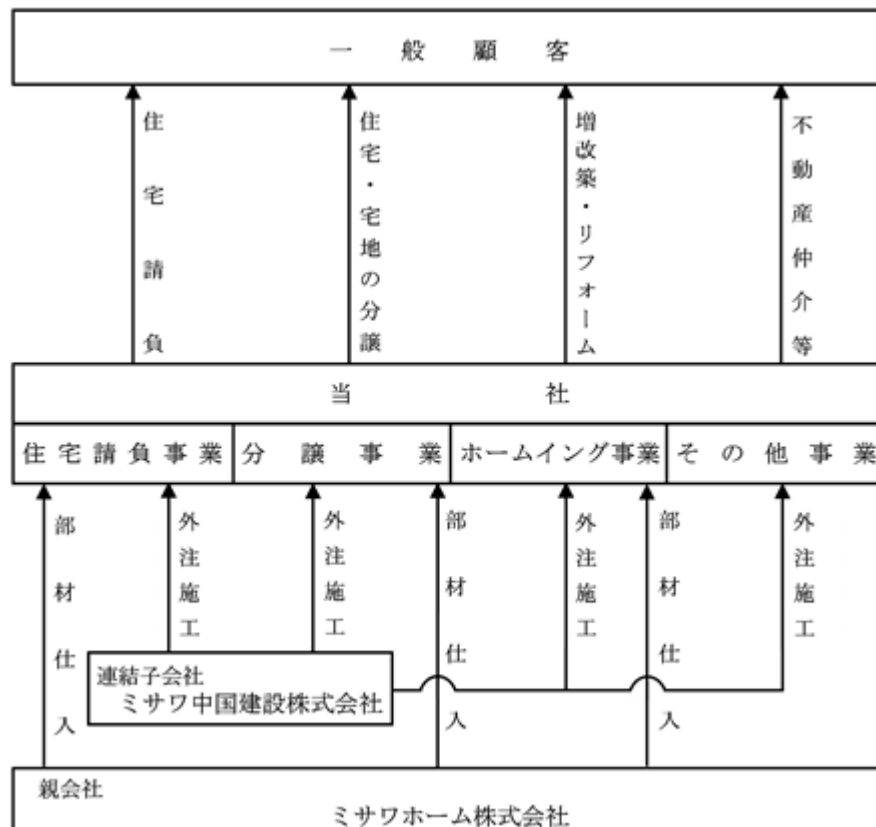 一般顧客
住宅請負
住宅・宅地の分譲
増改築・リフォーム
不動産仲介等
当社
住宅請負事業
分譲事業
ホームイング事業
その他事業
部材仕入
外注施工
外注施工
部材仕入
外注施工
部材仕入
外注施工
連結子会社
ミサワ中国建設株式会社
親会社
ミサワホーム株式会社